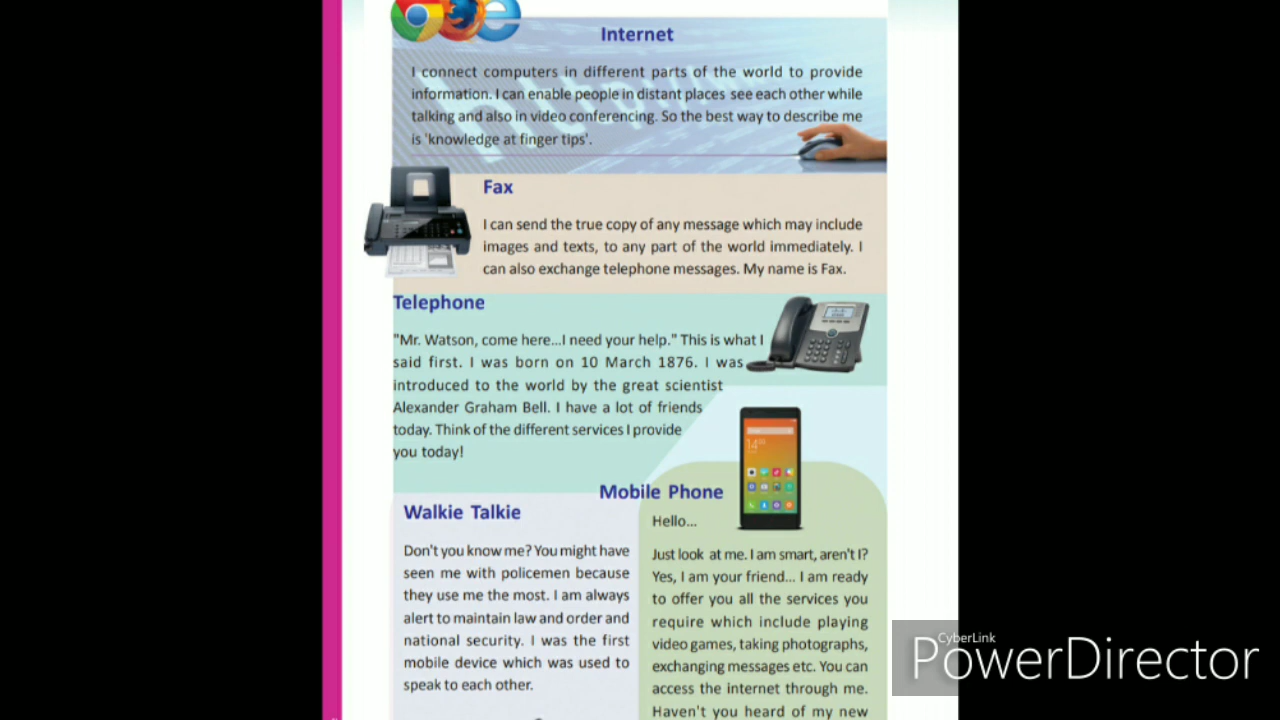 Internet
I connect computers in different parts of the world to provide
information. I can enable people in distant places see each other while
talking and also in video conferencing. So the best way to describe me
is 'knowledge at finger tips'.
Fax
I can send the true copy of any message which may include
images and texts, to any part of the world immediately. I
can also exchange telephone messages. My name is Fax.
Telephone
"Mr. Watson, come here...I need your help." This is what I
said first. I was born on 10 March 1876. I was
introduced to the world by the great scientist
Alexander Graham Bell. I have a lot of friends
today. Think of the different services I provide
you today!
Walkie Talkie
Don't you know me? You might have
seen me with policemen because
they use me the most. I am always
alert to maintain law and order and
national security. I was the first
mobile device which was used to
speak to each other.
Mobile Phone
Hello...
Just look at me. I am smart, aren't I?
Yes, I am your friend... I am ready
to offer you all the services you
require which include playing
video games, taking photographs,
exchanging messages etc. You can
access the internet through me.
Haven't you heard of my new
CyberLink
PowerDirector